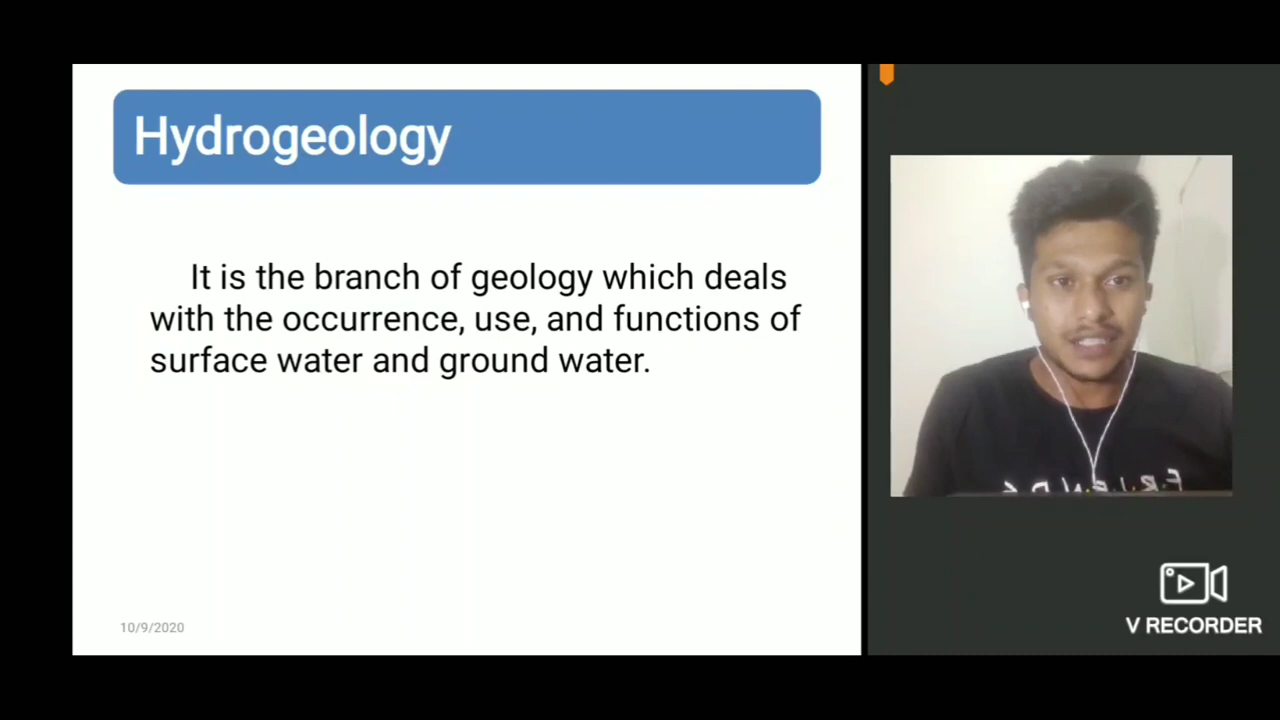 Hydrogeology
It is the branch of geology which deals
with the occurrence, use, and functions of
surface water and ground water.
10/9/2020
F.R.I.E.N.D.S
V RECORDER